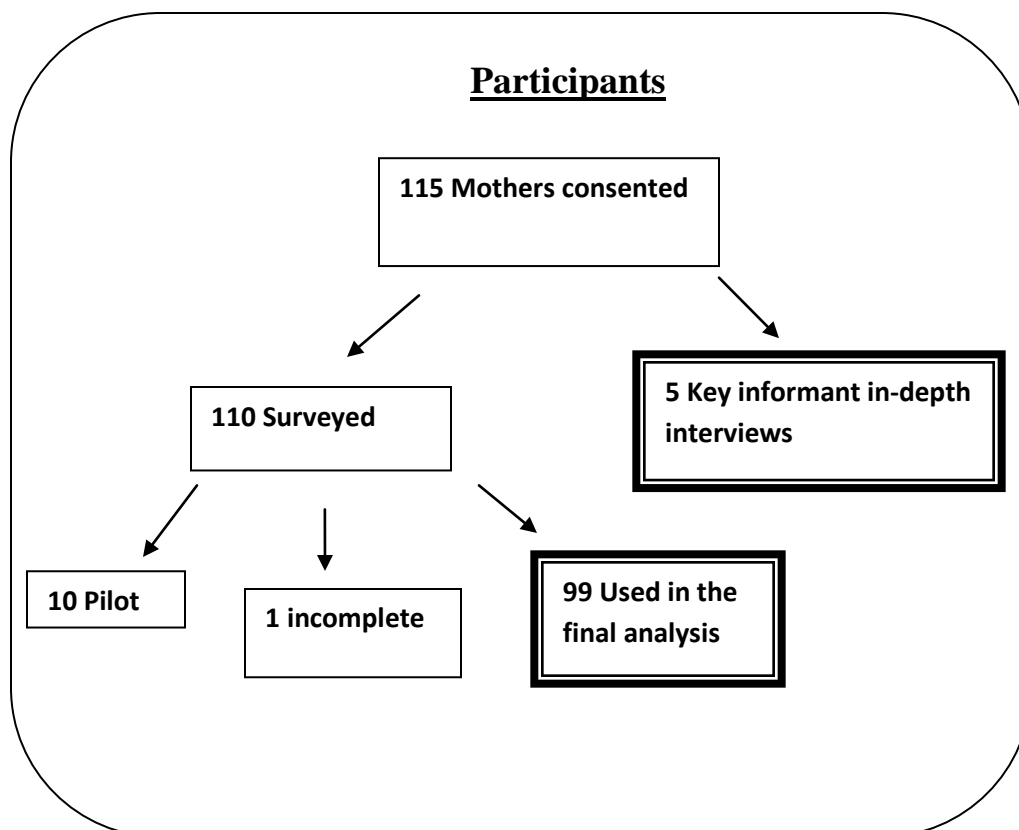 Participants
115 Mothers consented
5 Key informant in-depth
interviews
110 Surveyed
10 Pilot
1 incomplete
99 Used in the
final analysis